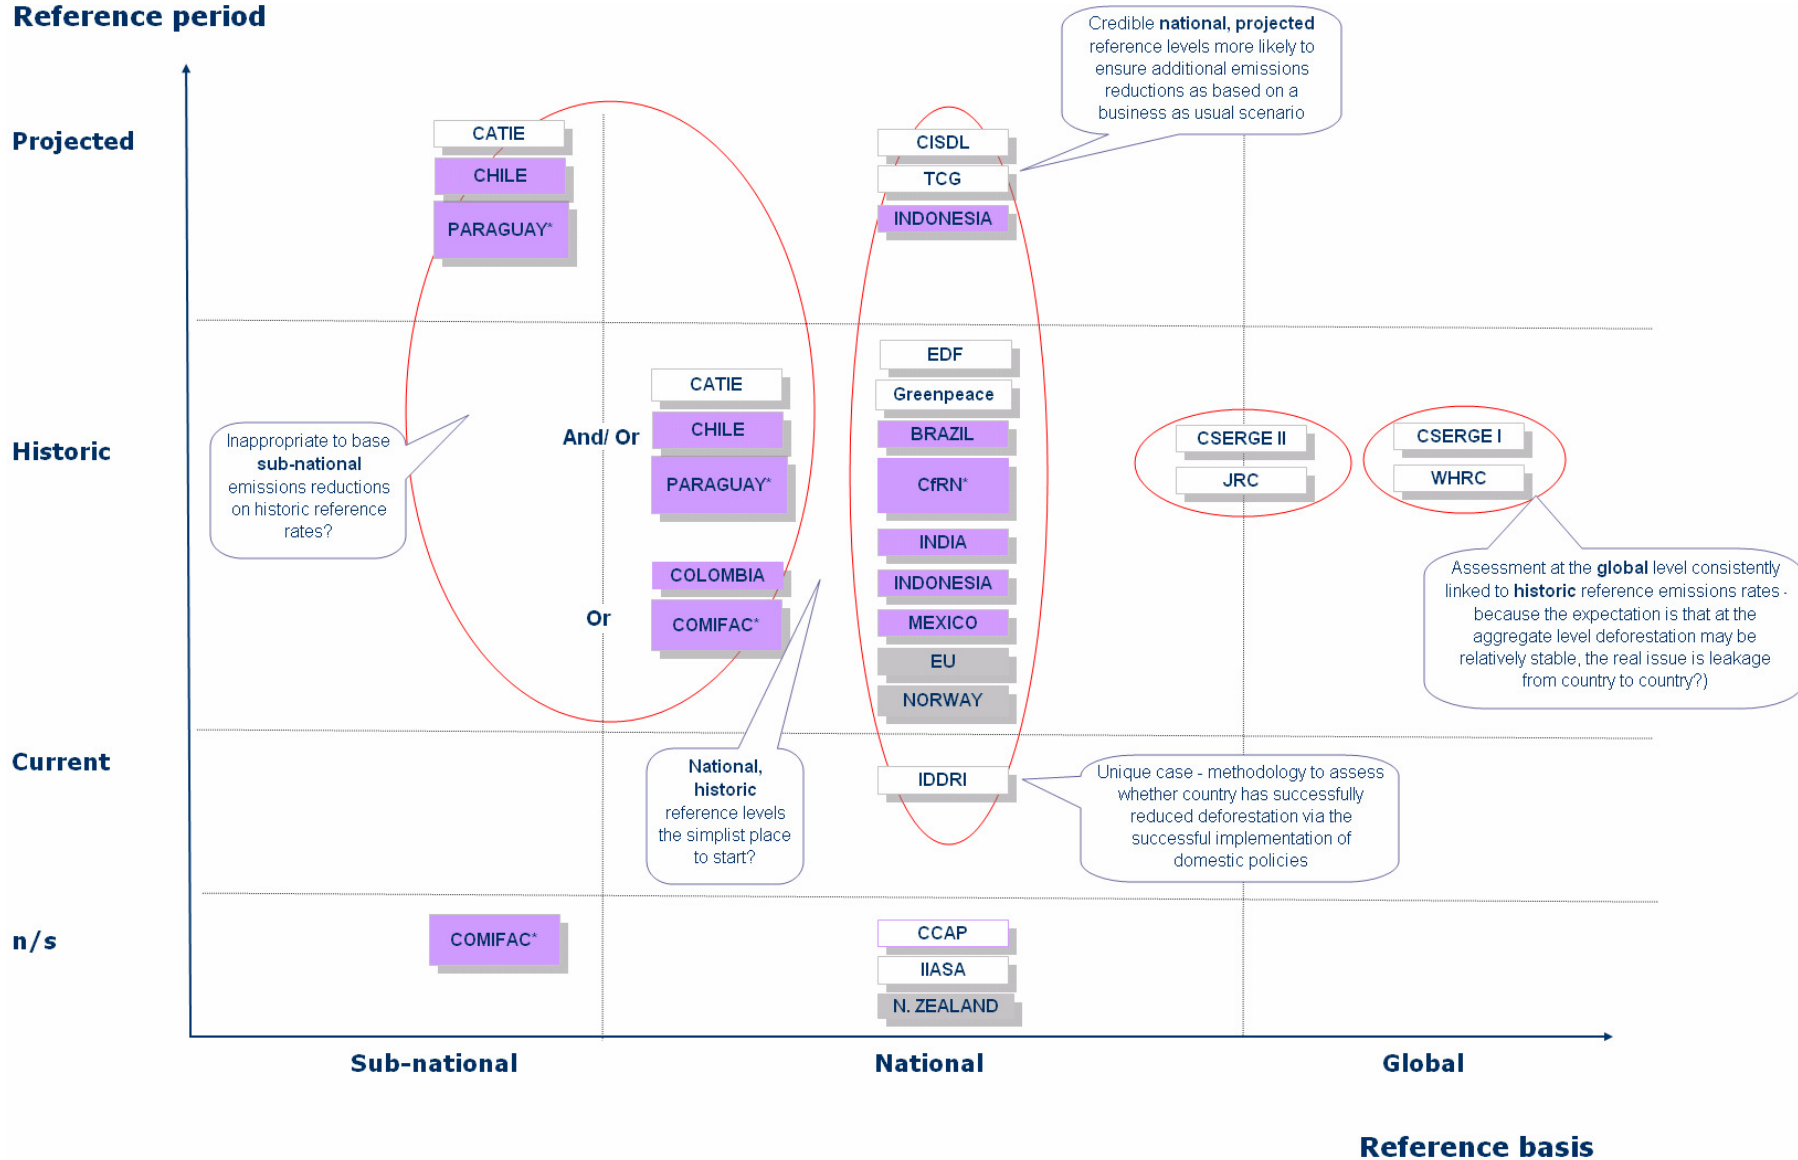 Reference period
Credible national, projected
reference levels more likely to
ensure additional emissions
reductions as based on a
business as usual scenario
Projected
CATIE
CHILE
PARAGUAY*
CISDL
TCG
INDONESIA
Historic
Inappropriate to base
sub-national
emissions reductions
on historic reference
rates?
And/ Or
CATIE
CHILE
PARAGUAY*
Or
COLOMBIA
COMIFAC*
EDF
Greenpeace
BRAZIL
CfRN*
INDIA
INDONESIA
MEXICO
EU
NORWAY
CSERGE II
JRC
CSERGE I
WHRC
Assessment at the global level consistently
linked to historic reference emissions rates -
because the expectation is that at the
aggregate level deforestation may be
relatively stable, the real issue is leakage
from country to country?)
Current
National,
historic
reference levels
the simplist place
to start?
IDDRI
Unique case - methodology to assess
whether country has successfully
reduced deforestation via the
successful implementation of
domestic policies
n/s
COMIFAC*
CCAP
IIASA
N. ZEALAND
Sub-national
National
Global
Reference basis